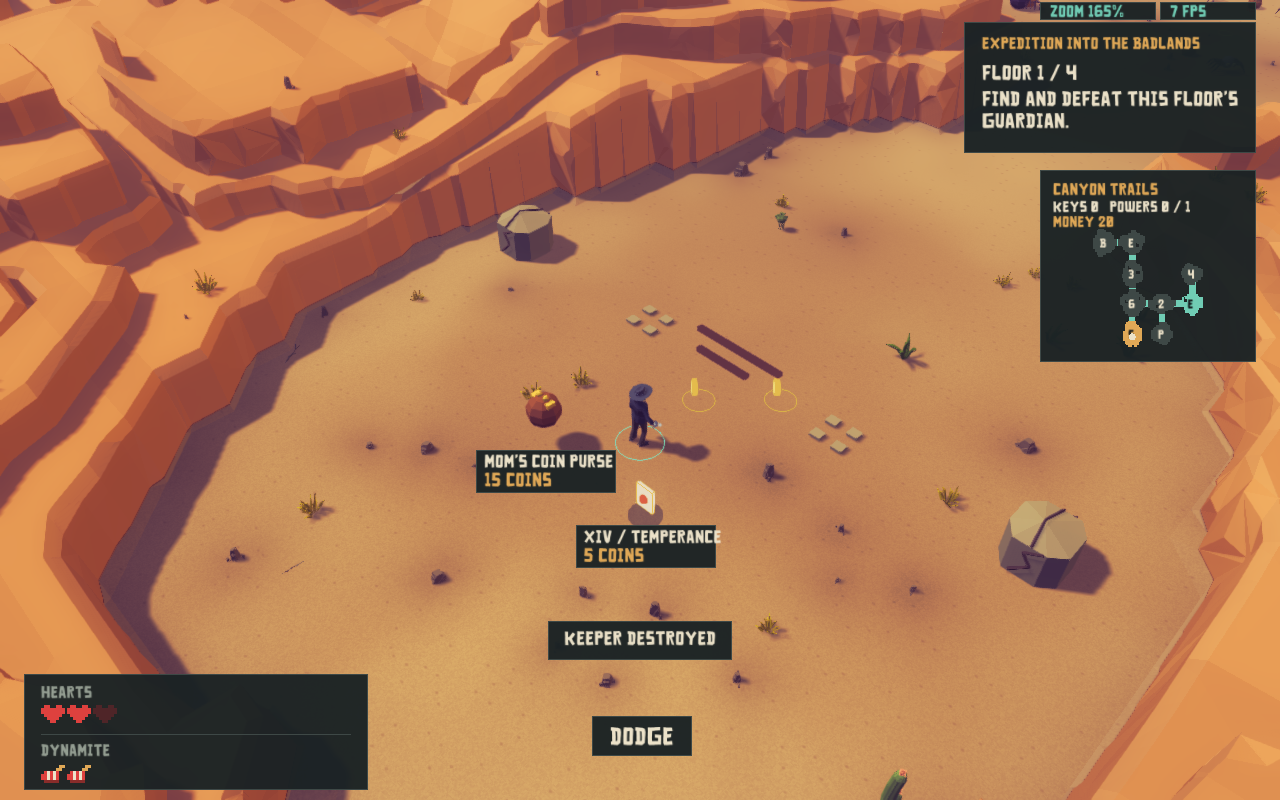 ZOOM 165% 7 FPS
EXPEDITION INTO THE BADLANDS
FLOOR 1 / 4
FIND AND DEFEAT THIS FLOOR'S
GUARDIAN.
CANYON TRAILS
KEYS 0 POWERS 0 / 1
MONEY 20
B E
3 4
6 2 E
P
MOM'S COIN PURSE
15 COINS
XIV / TEMPERANCE
5 COINS
KEEPER DESTROYED
DODGE
HEARTS
DYNAMITE